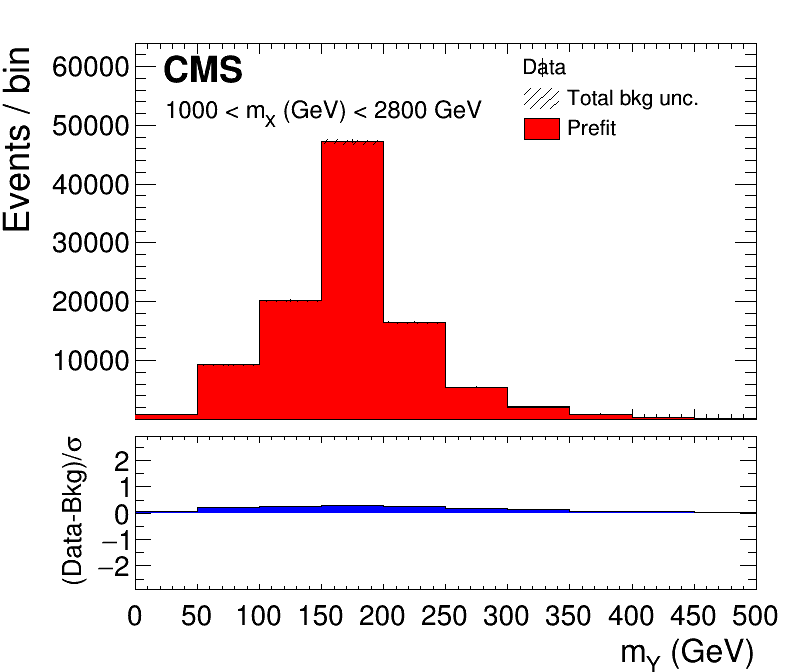 CMS
1000 < mX (GeV) < 2800 GeV
Data
Total bkg unc.
Prefit
Events / bin
60000
50000
40000
30000
20000
10000
(Data-Bkg)/σ
2
1
0
−1
−2
0 50 100 150 200 250 300 350 400 450 500
mY (GeV)